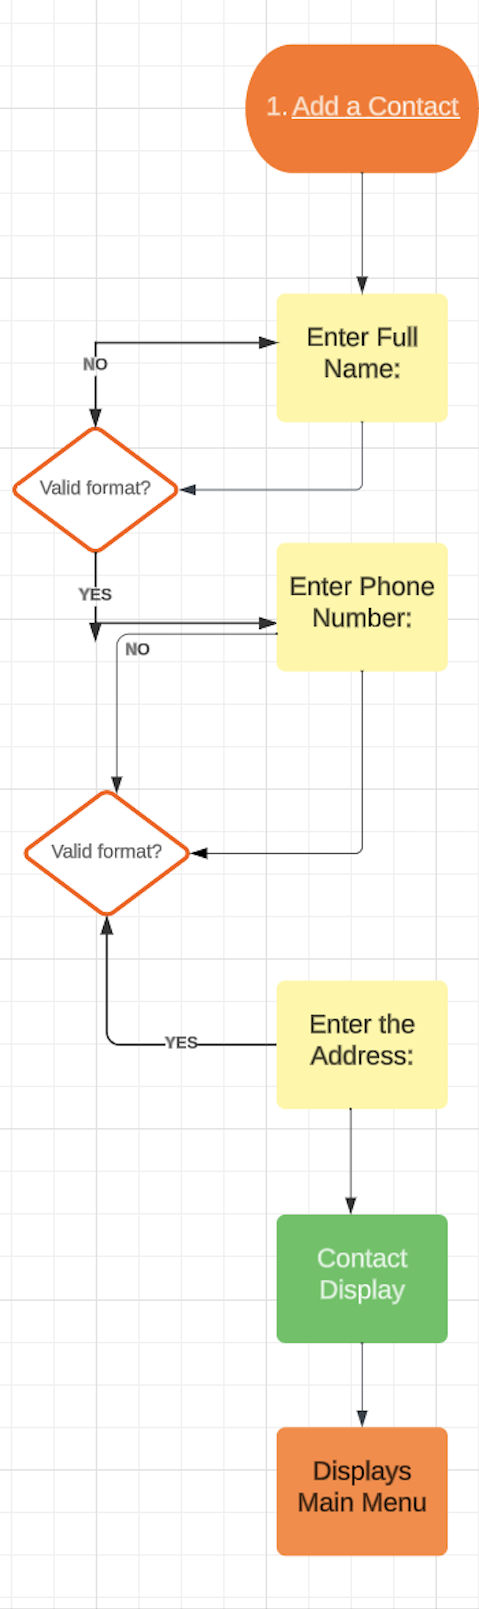 1. Add a Contact
Enter Full
Name:
NO
Valid format?
YES
Enter Phone
Number:
NO
Valid format?
Enter the
Address:
YES
Contact
Display
Displays
Main Menu